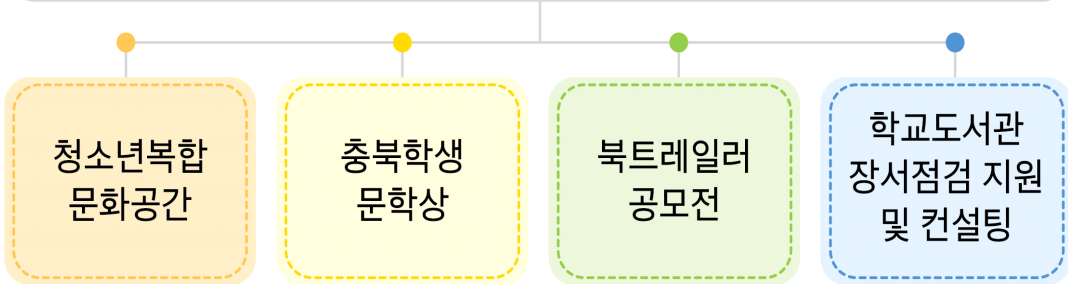 청소년복합
문화공간
충북학생
문학상
북트레일러
공모전
학교도서관
장서점검 지원
및 컨설팅